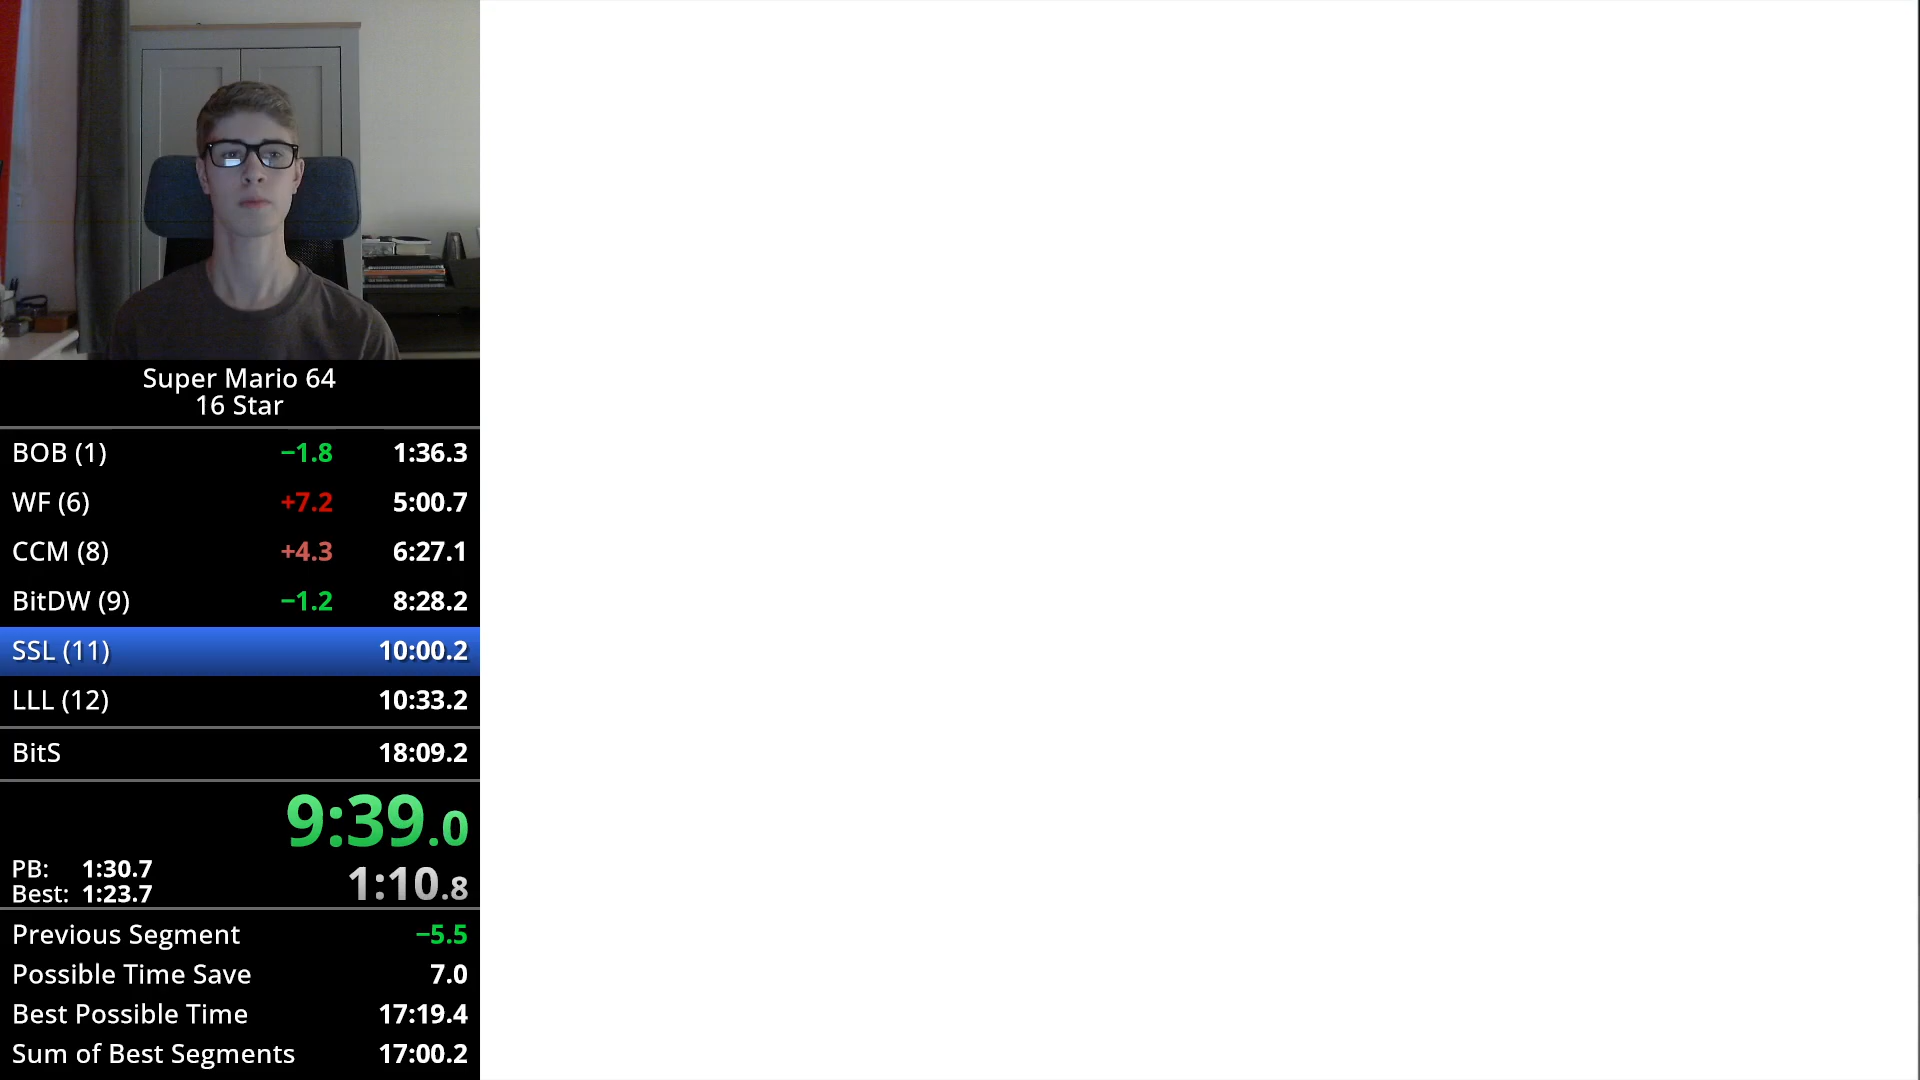 Super Mario 64
16 Star
BOB (1) −1.8 1:36.3
WF (6) +7.2 5:00.7
CCM (8) +4.3 6:27.1
BitDW (9) −1.2 8:28.2
SSL (11) 10:00.2
LLL (12) 10:33.2
BitS 18:09.2
9:39.0
PB: 1:30.7
Best: 1:23.7
1:10.8
Previous Segment −5.5
Possible Time Save 7.0
Best Possible Time 17:19.4
Sum of Best Segments 17:00.2